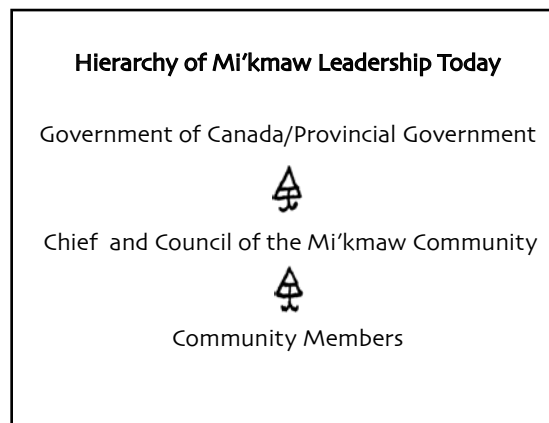 Hierarchy of Mi’kmaw Leadership Today
Government of Canada/Provincial Government
Chief and Council of the Mi’kmaw Community
Community Members